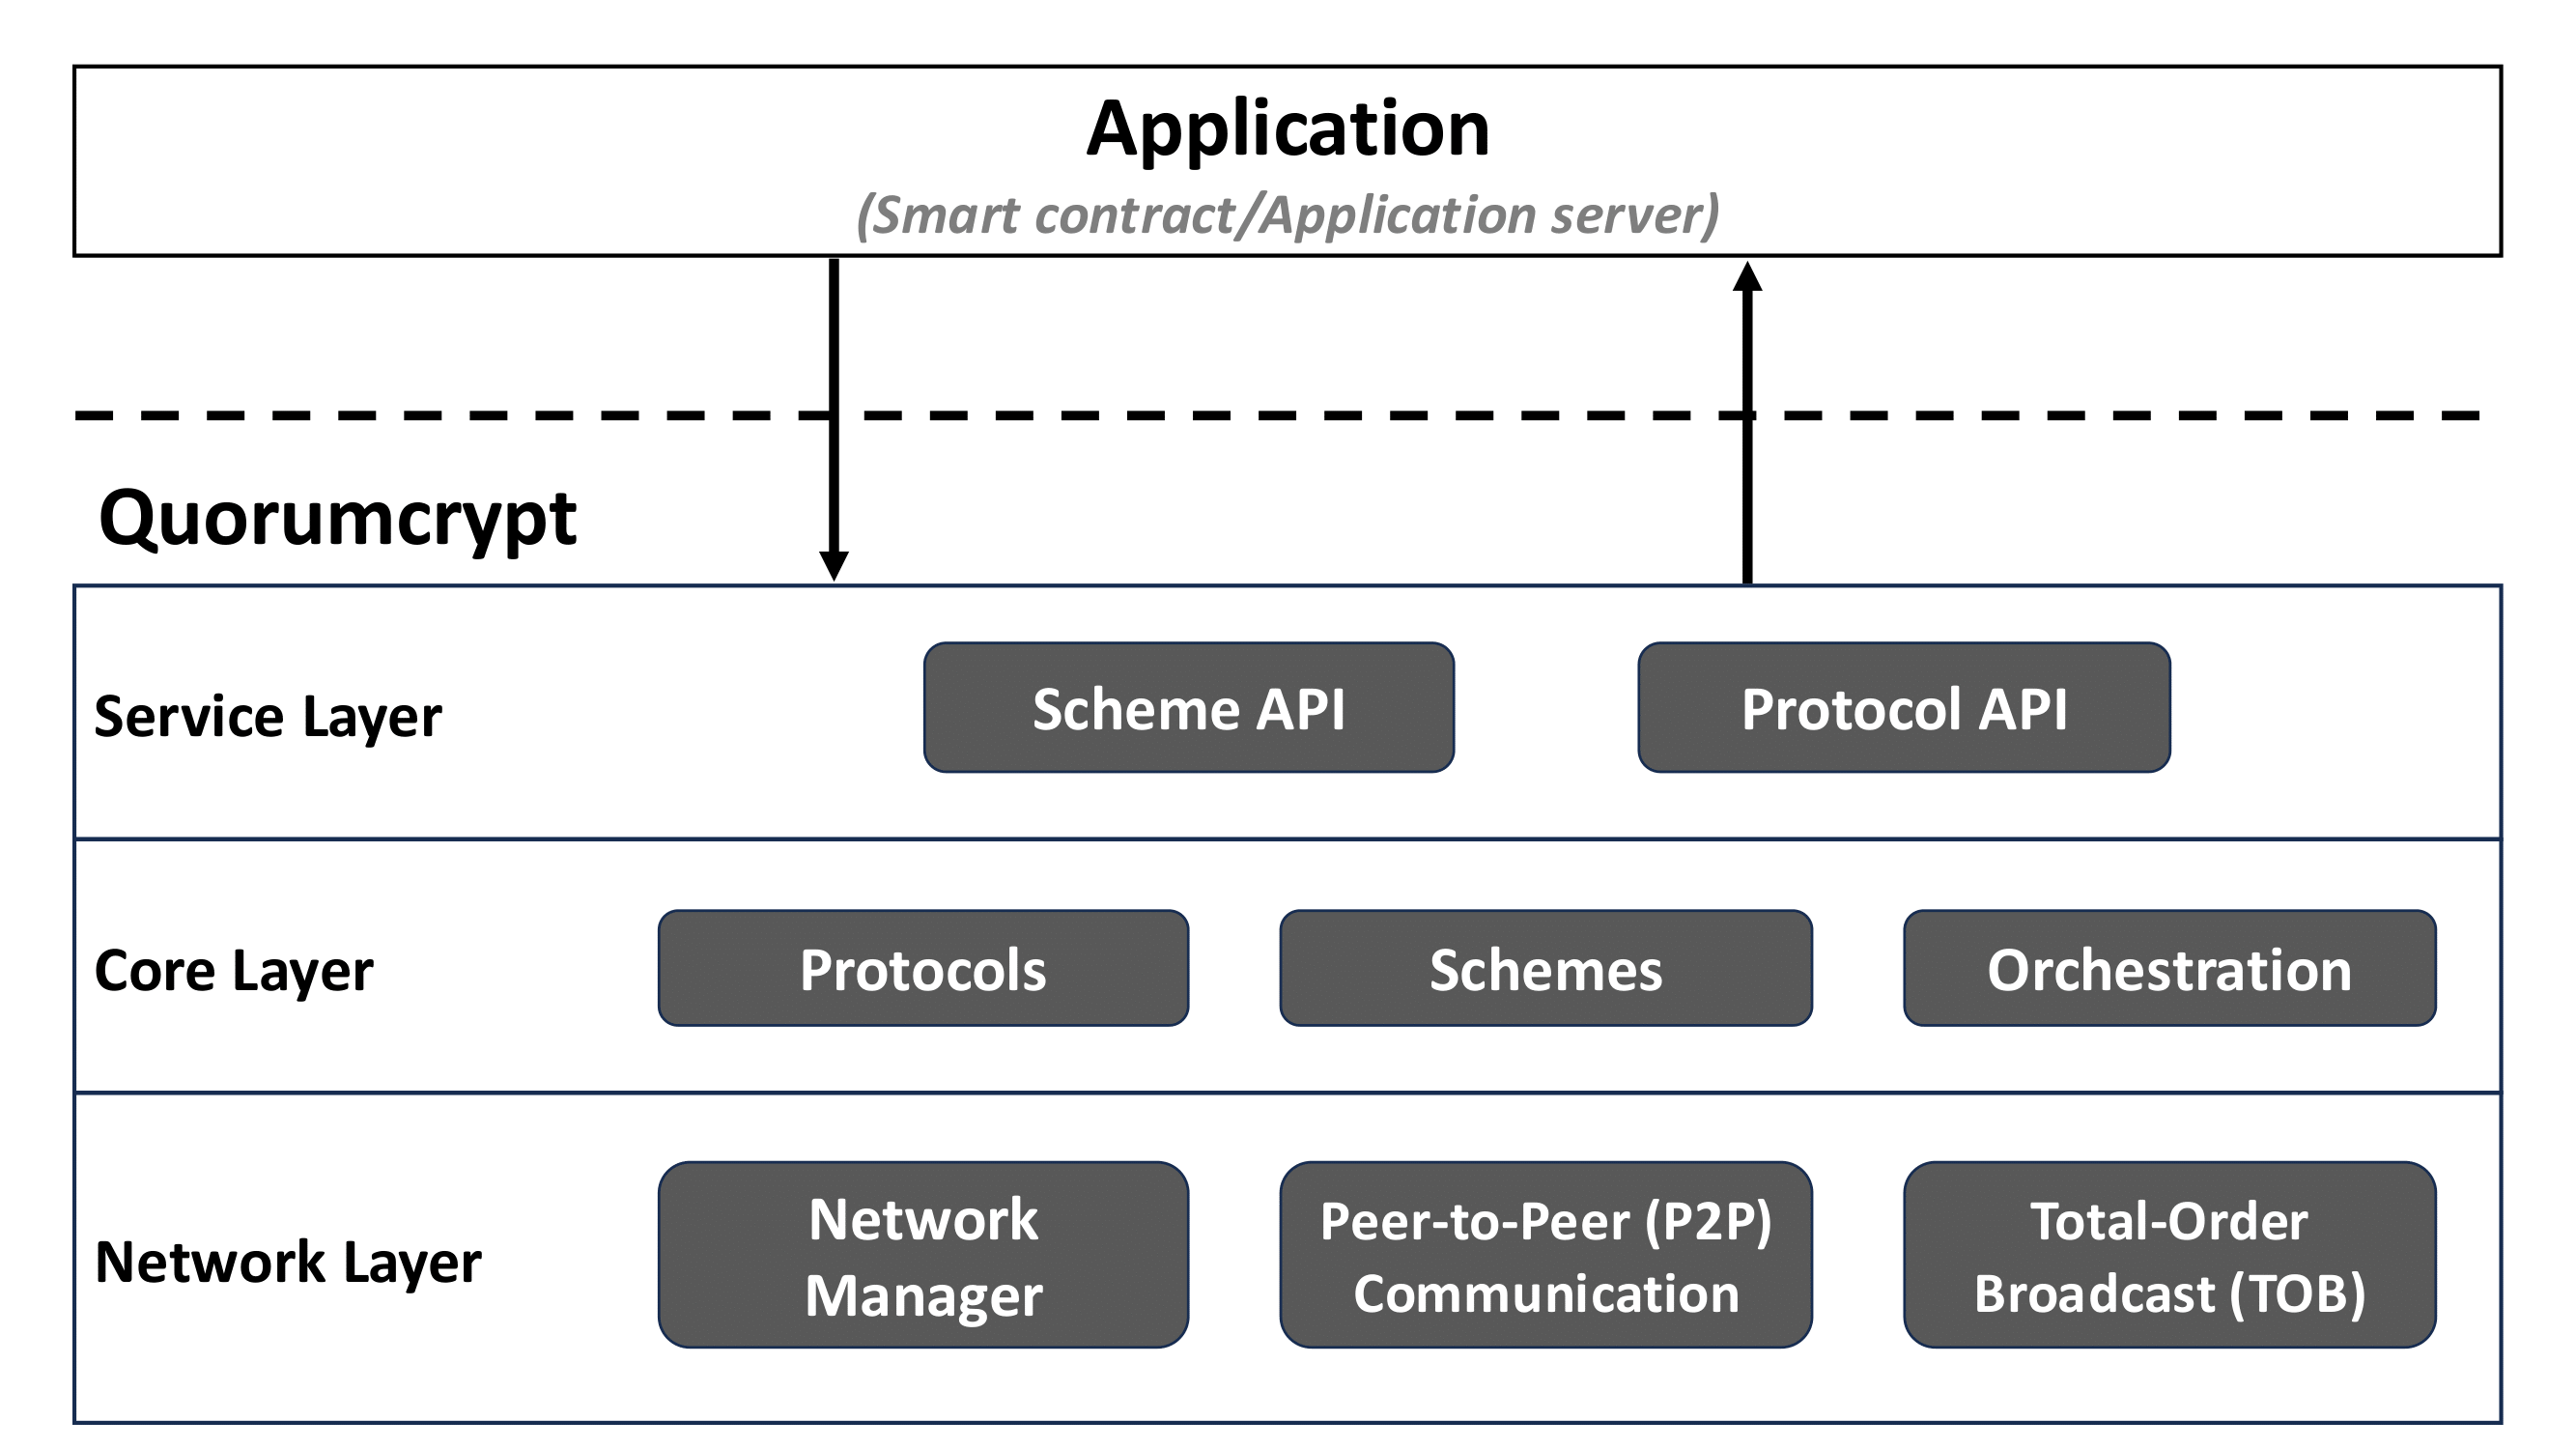 Application
(Smart contract/Application server)
Quorumcrypt
Service Layer
Scheme API
Protocol API
Core Layer
Protocols
Schemes
Orchestration
Network Layer
Network
Manager
Peer-to-Peer (P2P)
Communication
Total-Order
Broadcast (TOB)